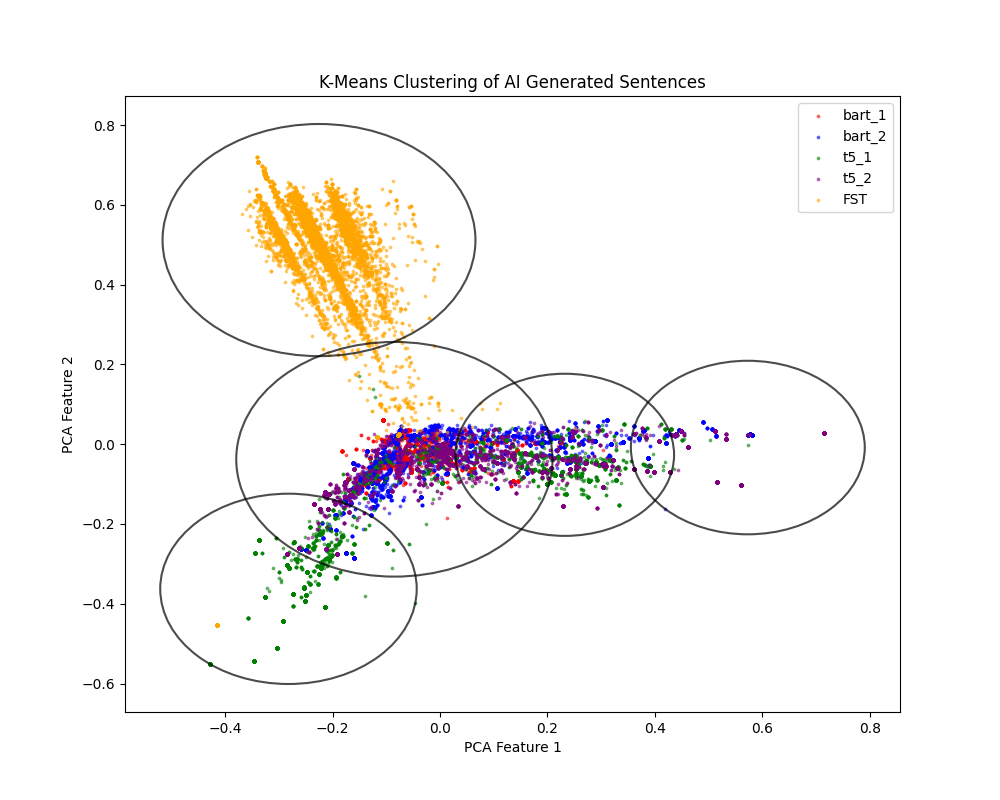 K-Means Clustering of AI Generated Sentences
bart_1
bart_2
t5_1
t5_2
FST
0.8
0.6
0.4
0.2
0.0
−0.2
−0.4
−0.6
PCA Feature 2
−0.4
−0.2
0.0
0.2
0.4
0.6
0.8
PCA Feature 1